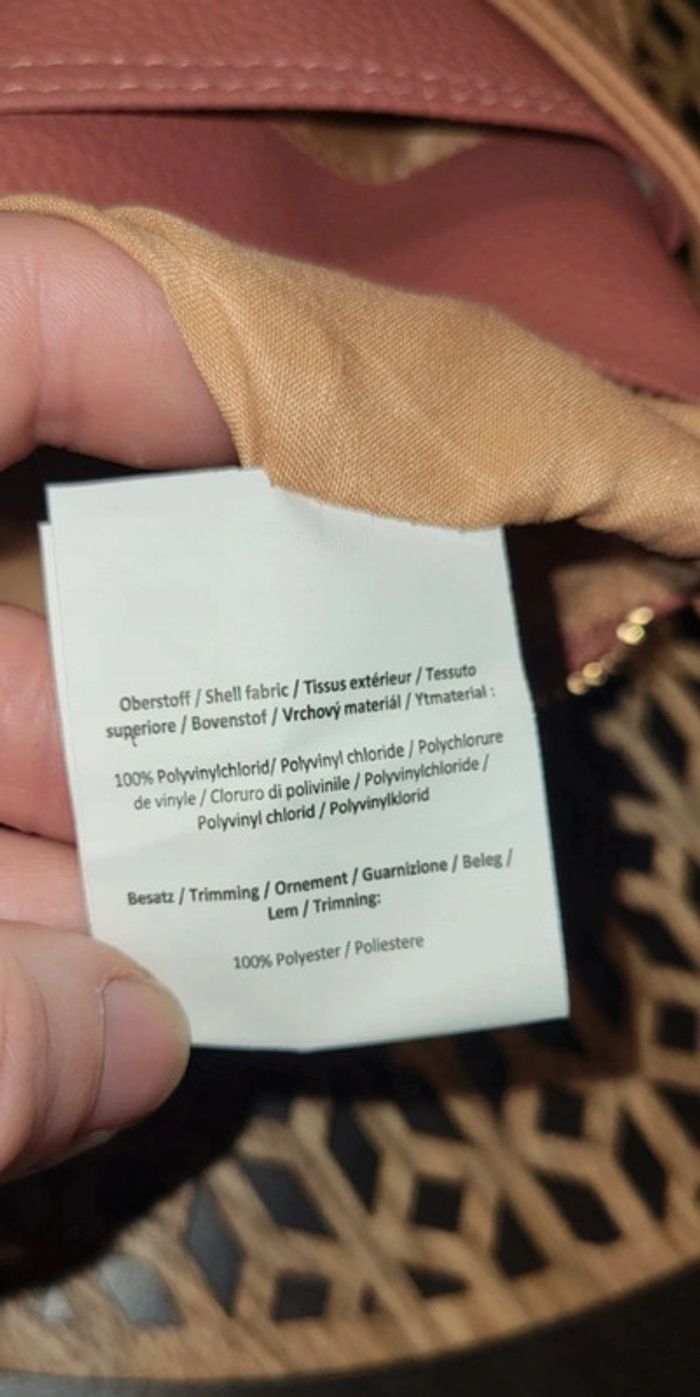 Oberstoff / Shell fabric / Tissus extérieur / Tessuto
superiore / Bovenstof / Vrchový materiál / Ytmaterial :
100% Polyvinylchlorid/ Polyvinyl chloride / Polychlorure
de vinyle / Cloruro di polivinile / Polyvinylchloride /
Polyvinyl chlorid / Polyvinylklorid
Besatz / Trimming / Ornement / Guarnizione / Beleg /
Lem / Trimning:
100% Polyester / Poliestere